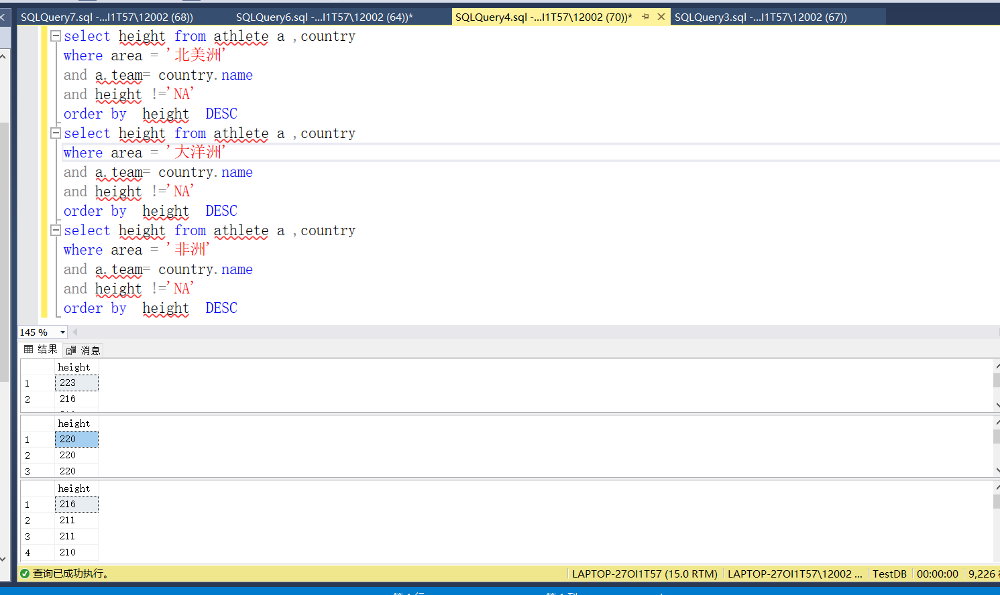 SQLQuery7.sql -...I1T57\12002 (68)) SQLQuery6.sql -...I1T57\12002 (64))* SQLQuery4.sql -...I1T57\12002 (70))* SQLQuery3.sql -...I1T57\12002 (67))
select height from athlete a ,country
where area = '北美洲'
and a.team= country.name
and height !='NA'
order by  height  DESC
select height from athlete a ,country
where area = '大洋洲'
and a.team= country.name
and height !='NA'
order by  height  DESC
select height from athlete a ,country
where area = '非洲'
and a.team= country.name
and height !='NA'
order by  height  DESC
145 %
结果 消息
height
1 223
2 216
height
1 220
2 220
3 220
height
1 216
2 211
3 211
4 210
查询已成功执行。 LAPTOP-27OI1T57 (15.0 RTM) LAPTOP-27OI1T57\12002 ... TestDB 00:00:00 9,226